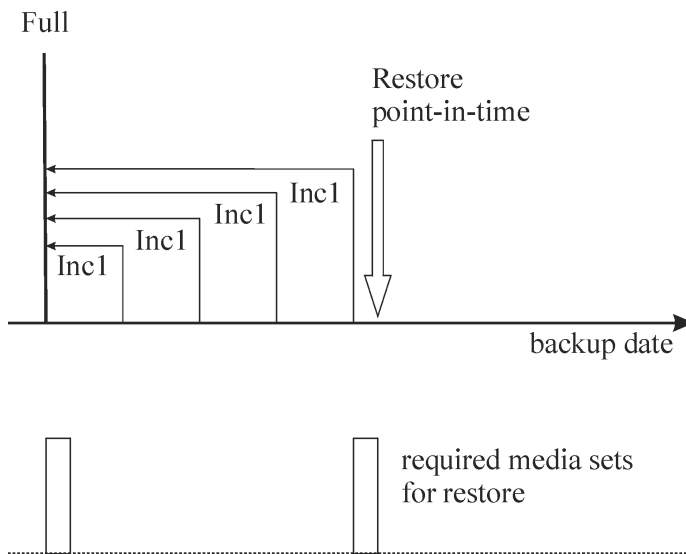 Full
Restore
point-in-time
Inc1
Inc1
Inc1
Inc1
backup date
required media sets
for restore